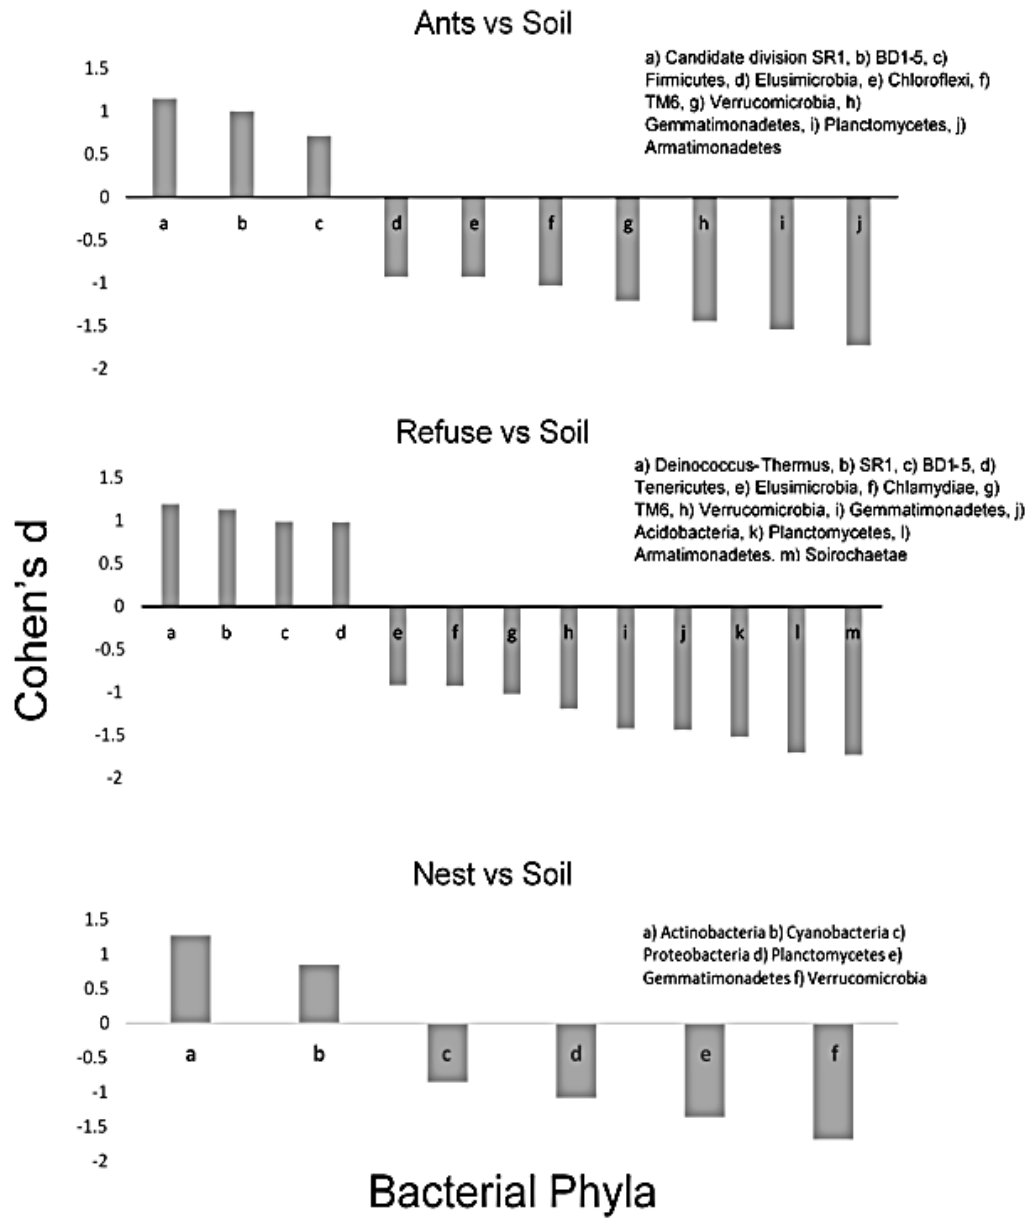 Ants vs Soil
a) Candidate division SR1, b) BD1-5, c)
Firmicutes, d) Elusimicrobia, e) Chloroflexi, f)
TM6, g) Verrucomicrobia, h)
Gemmatimonadetes, i) Planctomycetes, j)
Armatimonadetes
1.5
1
0.5
0
-0.5
-1
-1.5
-2
a b c d e f g h i j
Refuse vs Soil
a) Deinococcus-Thermus, b) SR1, c) BD1-5, d)
Tenericutes, e) Elusimicrobia, f) Chlamydiae, g)
TM6, h) Verrucomicrobia, i) Gemmatimonadetes, j)
Acidobacteria, k) Planctomycetes, l)
Armatimonadetes, m) Spirochaetae
1.5
1
0.5
0
-0.5
-1
-1.5
-2
a b c d e f g h i j k l m
Cohen's d
Nest vs Soil
a) Actinobacteria b) Cyanobacteria c)
Proteobacteria d) Planctomycetes e)
Gemmatimonadetes f) Verrucomicrobia
1.5
1
0.5
0
-0.5
-1
-1.5
-2
a b c d e f
Bacterial Phyla